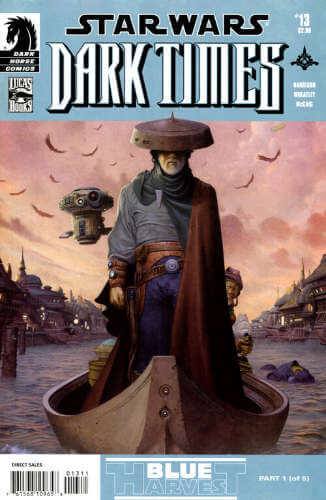 DARK
HORSE
COMICS
LUCAS
BOOKS
STAR WARS
DARK TIMES
#13
$2.99
HARRISON
WHEATLEY
McCAIG
DIRECT SALES
01311
BLUE
HARVEST
PART 1 (of 5)